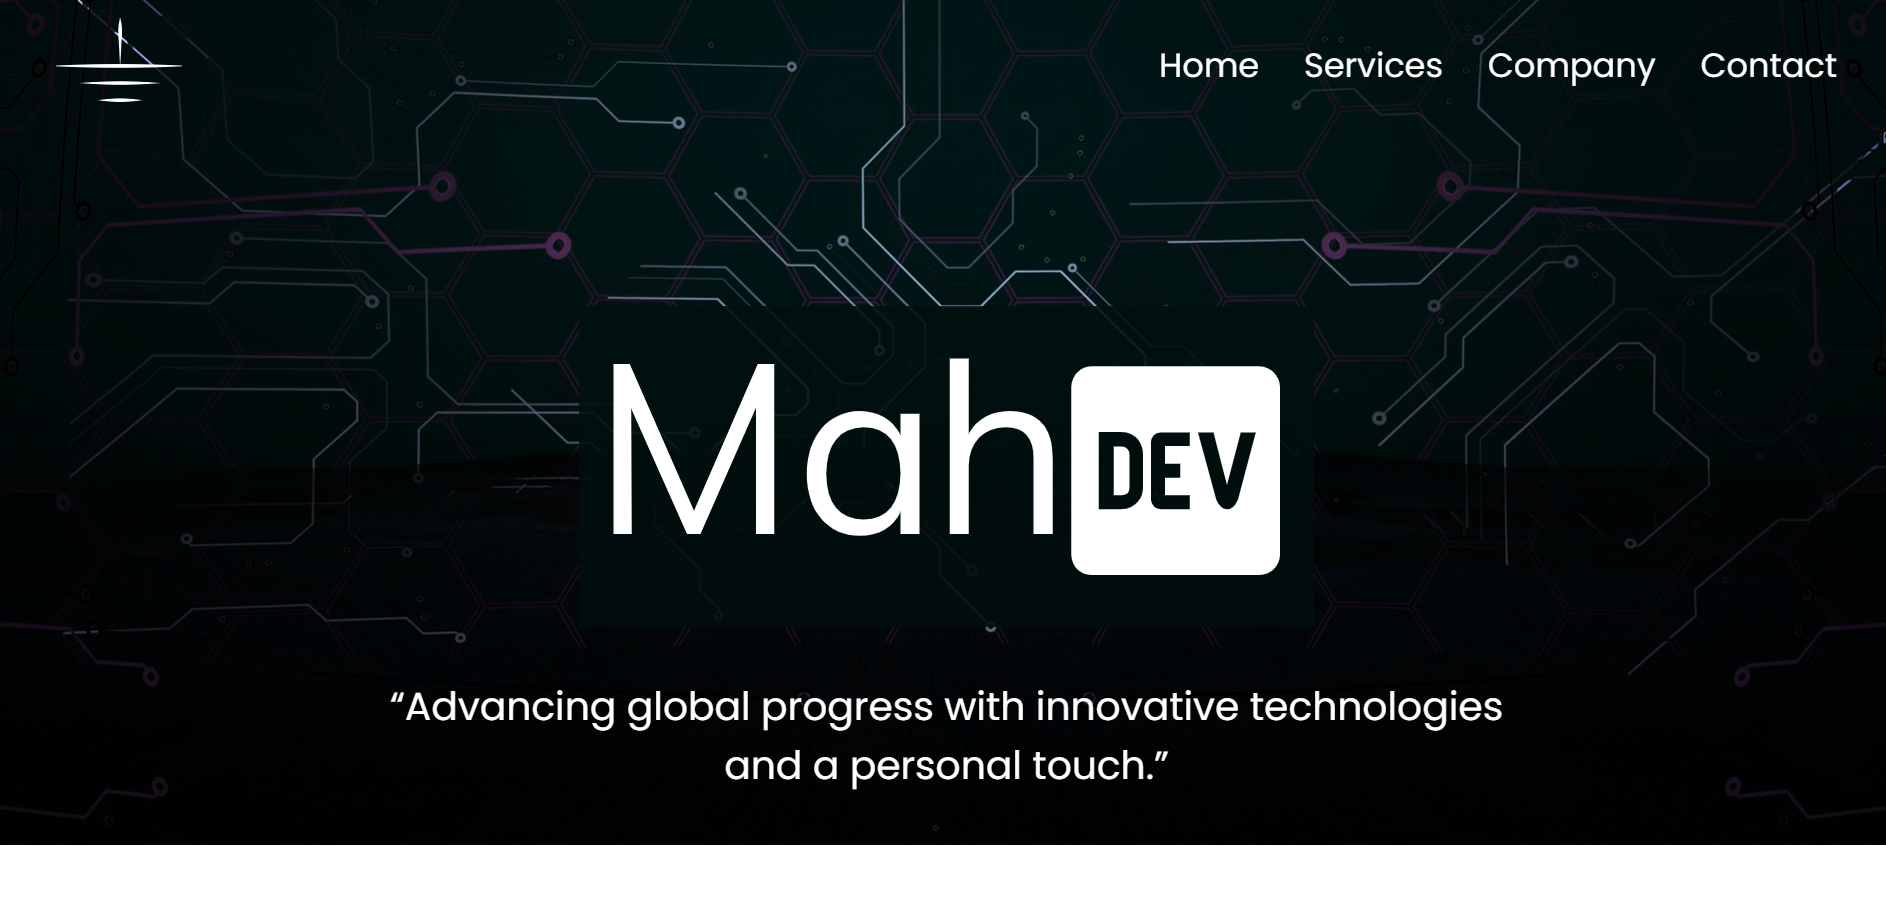 Home Services Company Contact
Mah DEV
“Advancing global progress with innovative technologies
and a personal touch.”